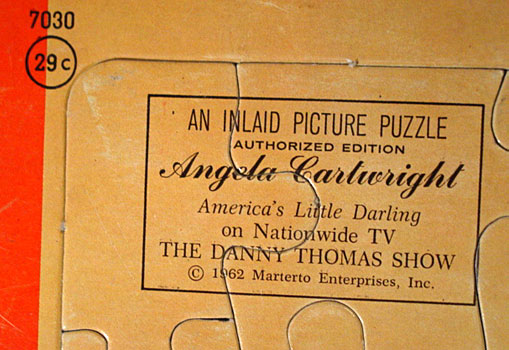 7030
29c
AN INLAID PICTURE PUZZLE
AUTHORIZED EDITION
Angela Cartwright
America's Little Darling
on Nationwide TV
THE DANNY THOMAS SHOW
© 1962 Marterto Enterprises, Inc.